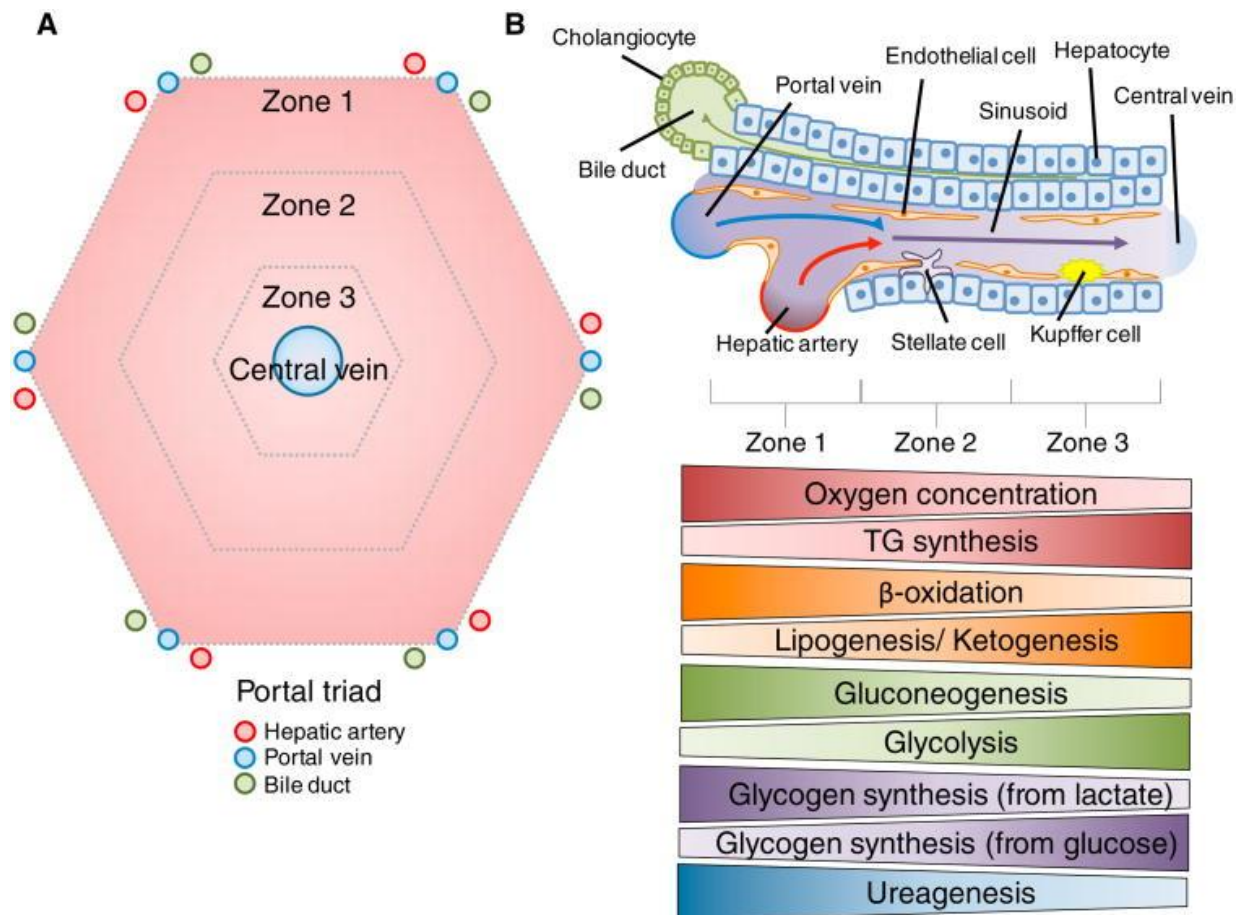 A
Zone 1
Zone 2
Zone 3
Central vein
Portal triad
Hepatic artery
Portal vein
Bile duct
B
Cholangiocyte
Portal vein
Endothelial cell
Hepatocyte
Sinusoid
Central vein
Bile duct
Hepatic artery
Stellate cell
Kupffer cell
Zone 1
Zone 2
Zone 3
Oxygen concentration
TG synthesis
β-oxidation
Lipogenesis/ Ketogenesis
Gluconeogenesis
Glycolysis
Glycogen synthesis (from lactate)
Glycogen synthesis (from glucose)
Ureagenesis